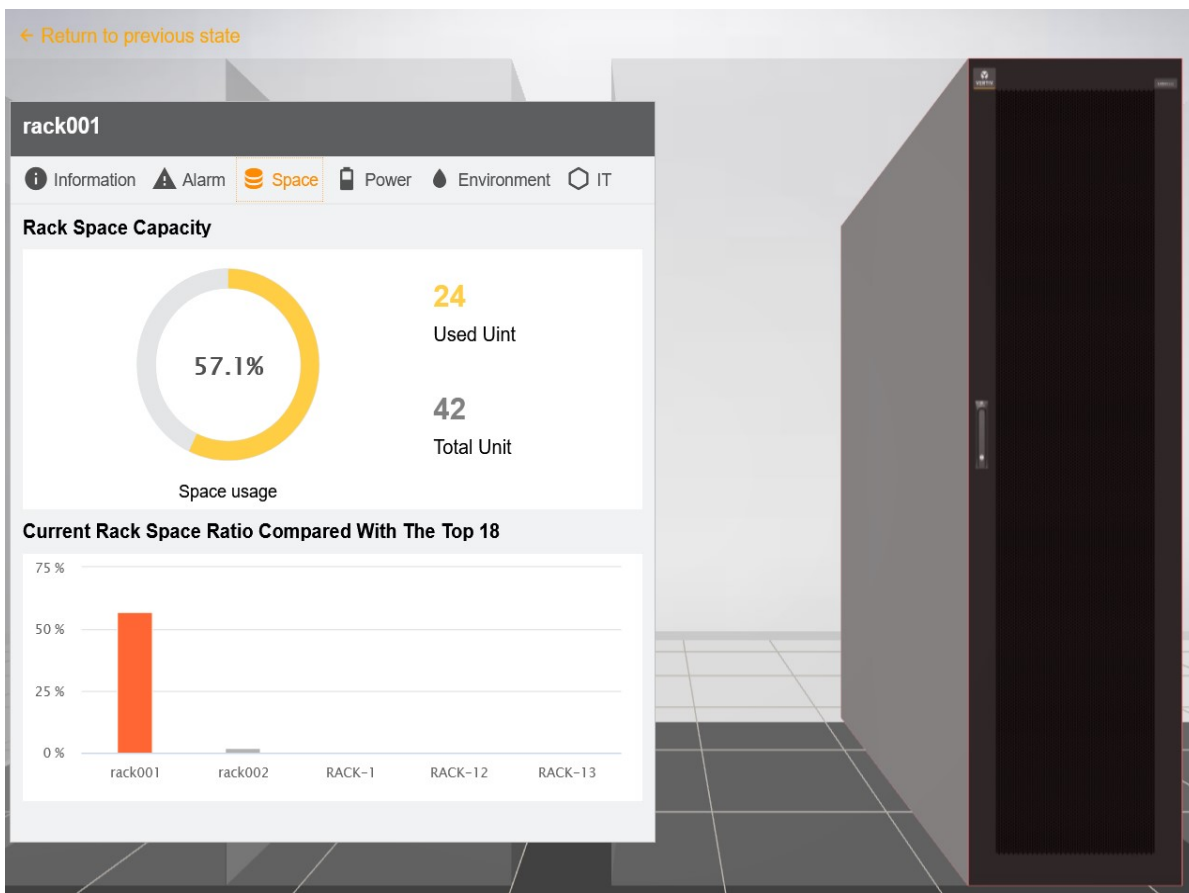 ← Return to previous state
VERTIV
rack001
Information Alarm Space Power Environment IT
Rack Space Capacity
57.1%
Space usage
24
Used Uint
42
Total Unit
Current Rack Space Ratio Compared With The Top 18
75 %
50 %
25 %
0 %
rack001 rack002 RACK-1 RACK-12 RACK-13